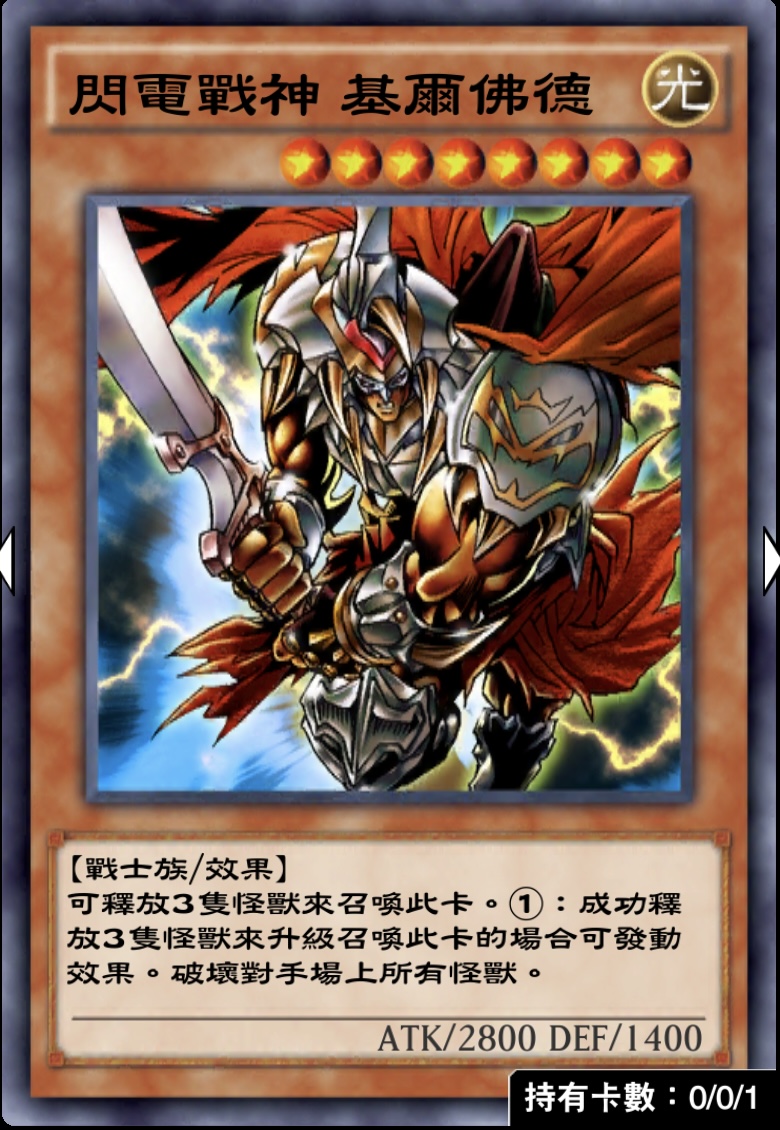 閃電戰神 基爾佛德
光
【戰士族/效果】
可釋放3隻怪獸來召喚此卡。①：成功釋
放3隻怪獸來升級召喚此卡的場合可發動
效果。破壞對手場上所有怪獸。
ATK/2800 DEF/1400
持有卡數：0/0/1